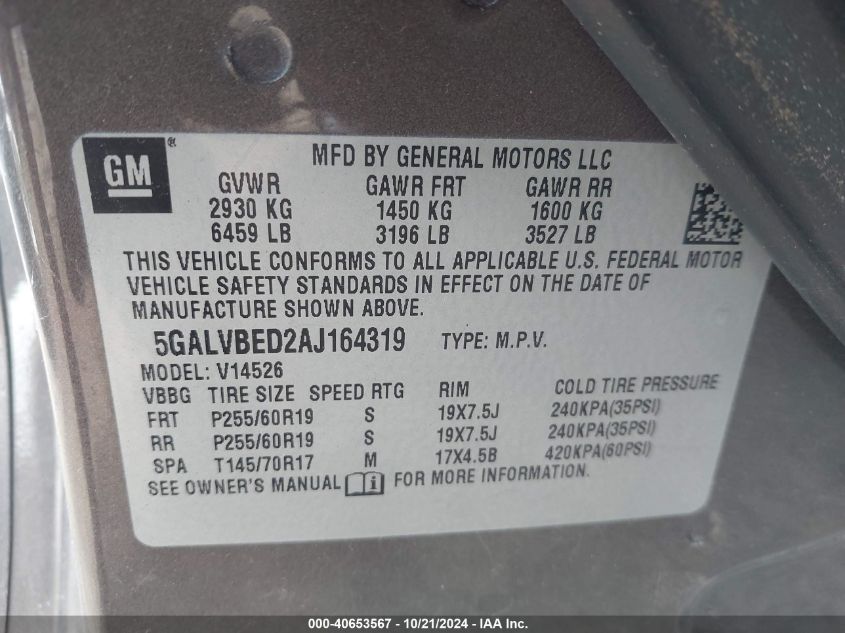 GM ® MFD BY GENERAL MOTORS LLC
GVWR GAWR FRT GAWR RR
2930 KG 1450 KG 1600 KG
6459 LB 3196 LB 3527 LB
THIS VEHICLE CONFORMS TO ALL APPLICABLE U.S. FEDERAL MOTOR
VEHICLE SAFETY STANDARDS IN EFFECT ON THE DATE OF
MANUFACTURE SHOWN ABOVE.
5GALVBED2AJ164319 TYPE: M.P.V.
MODEL: V14526
VBBG TIRE SIZE SPEED RTG RIM COLD TIRE PRESSURE
FRT P255/60R19 S 19X7.5J 240KPA(35PSI)
RR P255/60R19 S 19X7.5J 240KPA(35PSI)
SPA T145/70R17 M 17X4.5B 420KPA(60PSI)
SEE OWNER'S MANUAL i FOR MORE INFORMATION.
000-40653567 - 10/21/2024 - IAA Inc.